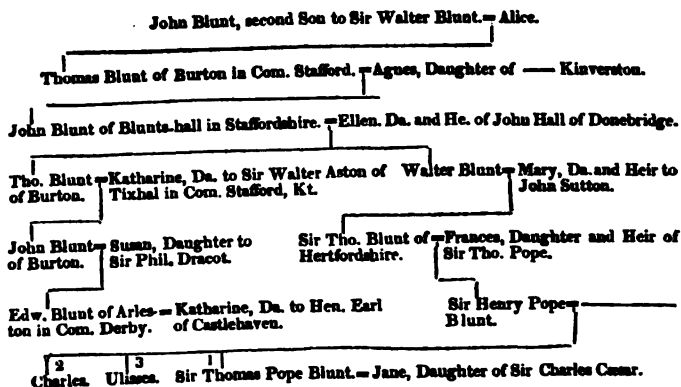 John Blunt, second Son to Sir Walter Blunt. = Alice.
Thomas Blunt of Burton in Com. Stafford. = Agnes, Daughter of —— Kinverston.
John Blunt of Blunts-hall in Staffordshire. = Ellen. Da. and He. of John Hall of Donebridge.
Tho. Blunt = Katharine, Da. to Sir Walter Aston of Walter Blunt = Mary, Da. and Heir to
of Burton. Tixhal in Com. Stafford, Kt. John Sutton.
John Blunt = Susan, Daughter to Sir Tho. Blunt of = Frances, Daughter and Heir of
of Burton. Sir Phil. Dracot. Hertfordshire. Sir Tho. Pope.
Edw. Blunt of Arles- = Katharine, Da. to Hen. Earl Sir Henry Pope =
ton in Com. Derby. of Castlehaven. Blunt.
2 3 1
Charles. Ulisses. Sir Thomas Pope Blunt. = Jane, Daughter of Sir Charles Cæsar.